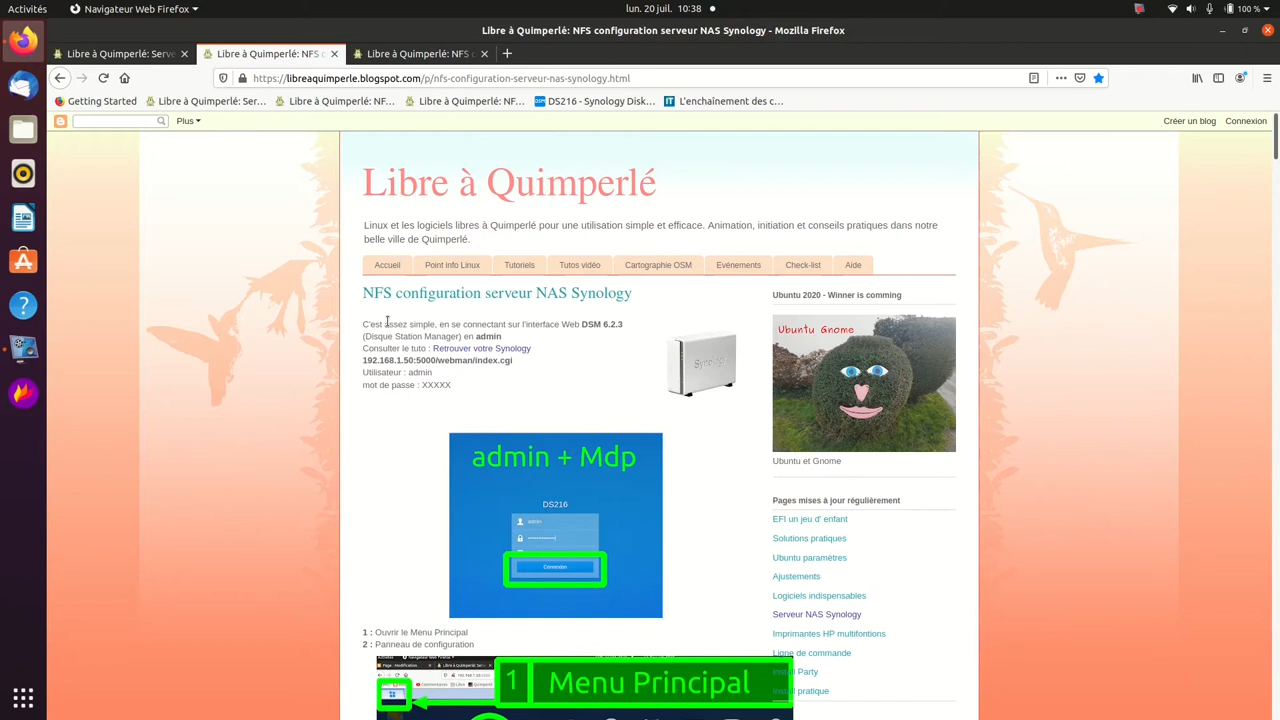 Activités
Navigateur Web Firefox
lun. 20 juil. 10:38
100 %
Libre à Quimperlé: NFS configuration serveur NAS Synology - Mozilla Firefox
Libre à Quimperlé: Serve
Libre à Quimperlé: NFS c
Libre à Quimperlé: NFS c
https://libreaquimperle.blogspot.com/p/nfs-configuration-serveur-nas-synology.html
Getting Started
Libre à Quimperlé: Ser…
Libre à Quimperlé: NF…
Libre à Quimperlé: NF…
DS216 - Synology Disk…
L'enchaînement des c…
Plus
Créer un blog
Connexion
Libre à Quimperlé
Linux et les logiciels libres à Quimperlé pour une utilisation simple et efficace. Animation, initiation et conseils pratiques dans notre
belle ville de Quimperlé.
Accueil
Point info Linux
Tutoriels
Tutos vidéo
Cartographie OSM
Evénements
Check-list
Aide
NFS configuration serveur NAS Synology
C'est assez simple, en se connectant sur l'interface Web DSM 6.2.3
(Disque Station Manager) en admin
Consulter le tuto : Retrouver votre Synology
192.168.1.50:5000/webman/index.cgi
Utilisateur : admin
mot de passe : XXXXX
Synology
admin + Mdp
DS216
admin
Connexion
1 : Ouvrir le Menu Principal
2 : Panneau de configuration
1
Menu Principal
Ubuntu 2020 - Winner is comming
Ubuntu Gnome
Ubuntu et Gnome
Pages mises à jour régulièrement
EFI un jeu d' enfant
Solutions pratiques
Ubuntu paramètres
Ajustements
Logiciels indispensables
Serveur NAS Synology
Imprimantes HP multifontions
Ligne de commande
Install Party
Install pratique